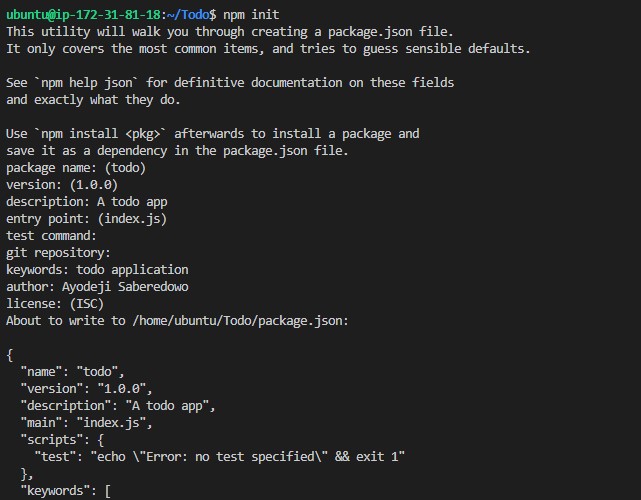 ubuntu@ip-172-31-81-18:~/Todo$ npm init
This utility will walk you through creating a package.json file.
It only covers the most common items, and tries to guess sensible defaults.

See `npm help json` for definitive documentation on these fields
and exactly what they do.

Use `npm install <pkg>` afterwards to install a package and
save it as a dependency in the package.json file.
package name: (todo)
version: (1.0.0)
description: A todo app
entry point: (index.js)
test command:
git repository:
keywords: todo application
author: Ayodeji Saberedowo
license: (ISC)
About to write to /home/ubuntu/Todo/package.json:

{
  "name": "todo",
  "version": "1.0.0",
  "description": "A todo app",
  "main": "index.js",
  "scripts": {
    "test": "echo \"Error: no test specified\" && exit 1"
  },
  "keywords": [